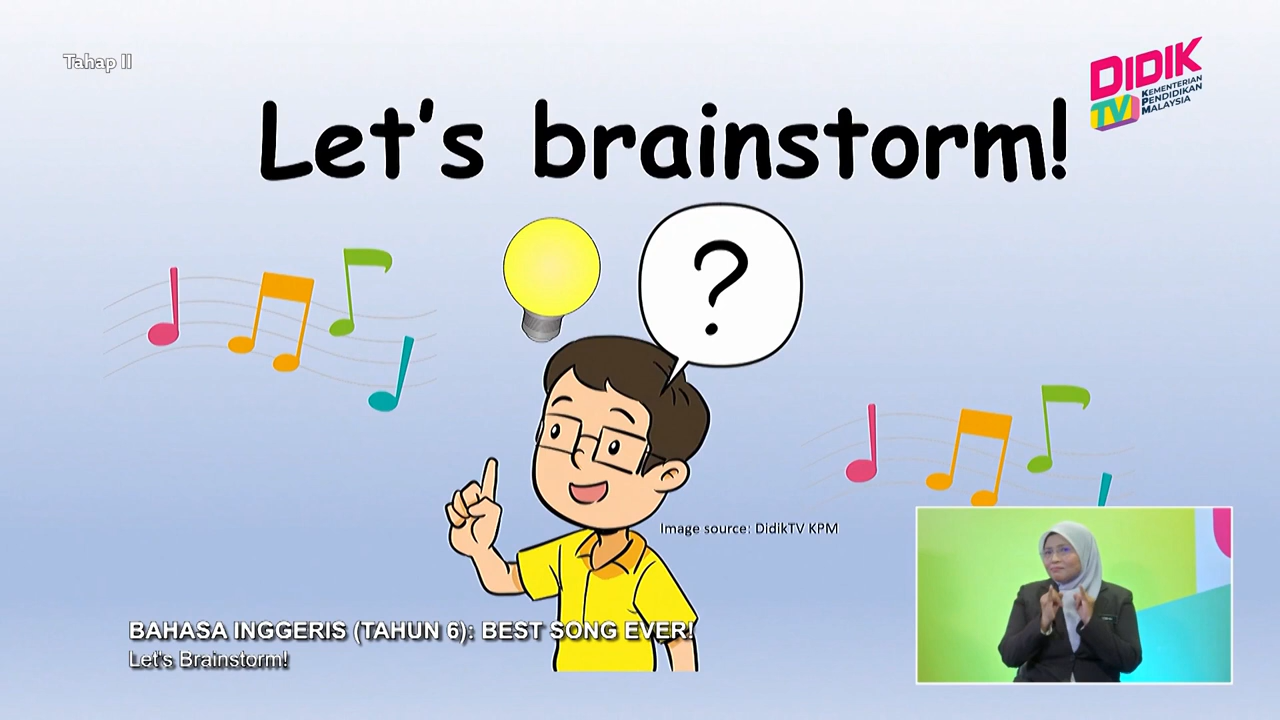 Tahap II
DIDIK
TV
KEMENTERIAN
PENDIDIKAN
MALAYSIA
Let's brainstorm!
?
Image source: DidikTV KPM
BAHASA INGGERIS (TAHUN 6): BEST SONG EVER!
Let's Brainstorm!